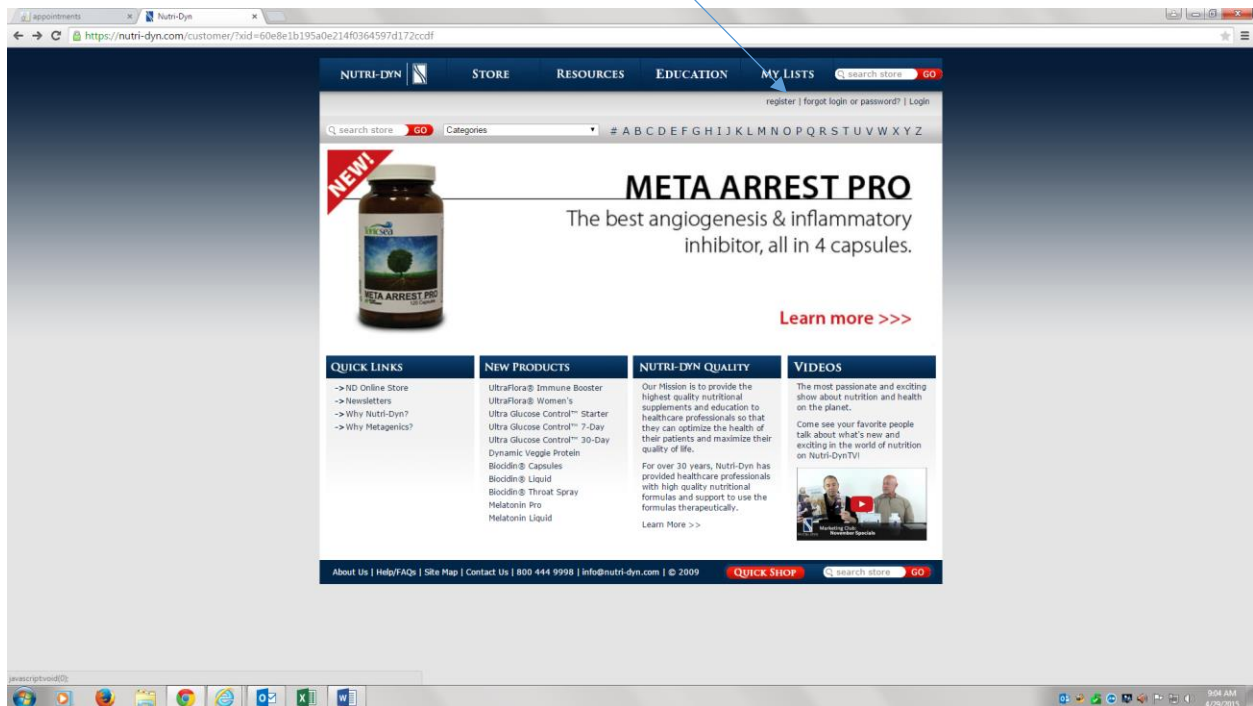 appointments
Nutri-Dyn
https://nutri-dyn.com/customer/?xid=60e8e1b195a0e214f0364597d172ccdf
NUTRI-DYN STORE RESOURCES EDUCATION MY LISTS search store GO
register | forgot login or password? | Login
search store GO Categories # A B C D E F G H I J K L M N O P Q R S T U V W X Y Z
NEW!
META ARREST PRO
The best angiogenesis & inflammatory
inhibitor, all in 4 capsules.
META ARREST PRO
120 Capsules
Learn more >>>
QUICK LINKS
-> ND Online Store
-> Newsletters
-> Why Nutri-Dyn?
-> Why Metagenics?
NEW PRODUCTS
UltraFlora® Immune Booster
UltraFlora® Women's
Ultra Glucose Control™ Starter
Ultra Glucose Control™ 7-Day
Ultra Glucose Control™ 30-Day
Dynamic Veggie Protein
Biocidin® Capsules
Biocidin® Liquid
Biocidin® Throat Spray
Melatonin Pro
Melatonin Liquid
NUTRI-DYN QUALITY
Our Mission is to provide the
highest quality nutritional
supplements and education to
healthcare professionals so that
they can optimize the health of
their patients and maximize their
quality of life.
For over 30 years, Nutri-Dyn has
provided healthcare professionals
with high quality nutritional
formulas and support to use the
formulas therapeutically.
Learn More >>
VIDEOS
The most passionate and exciting
show about nutrition and health
on the planet.
Come see your favorite people
talk about what's new and
exciting in the world of nutrition
on Nutri-DynTV!
Marketing Club:
November Specials
About Us | Help/FAQs | Site Map | Contact Us | 800 444 9998 | info@nutri-dyn.com | © 2009 QUICK SHOP search store GO
javascript:void(0);
9:04 AM
4/29/2015